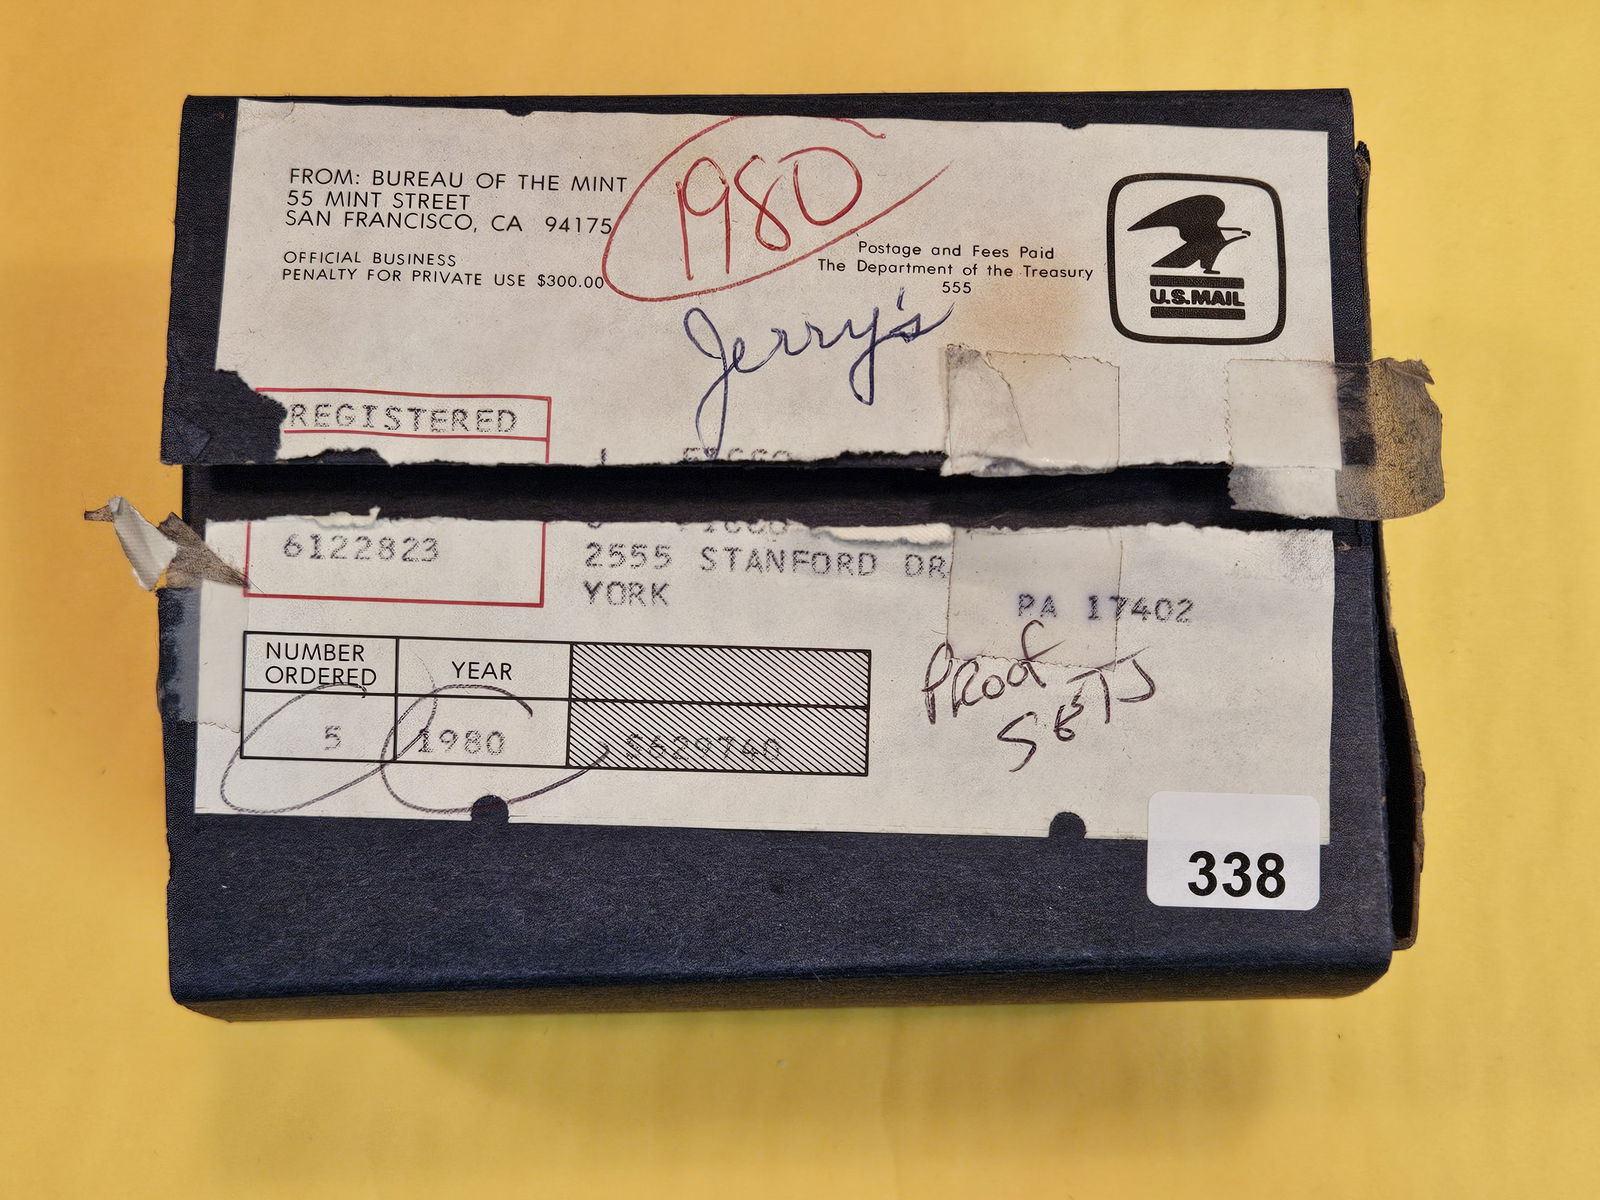 FROM: BUREAU OF THE MINT
55 MINT STREET
SAN FRANCISCO, CA 94175
OFFICIAL BUSINESS
PENALTY FOR PRIVATE USE $300.00
1980
Postage and Fees Paid
The Department of the Treasury
555
U.S.MAIL
Jerry's
REGISTERED
6122823
2555 STANFORD DR
YORK
PA 17402
Proof
SETS
NUMBER
ORDERED
YEAR
5
1980
338